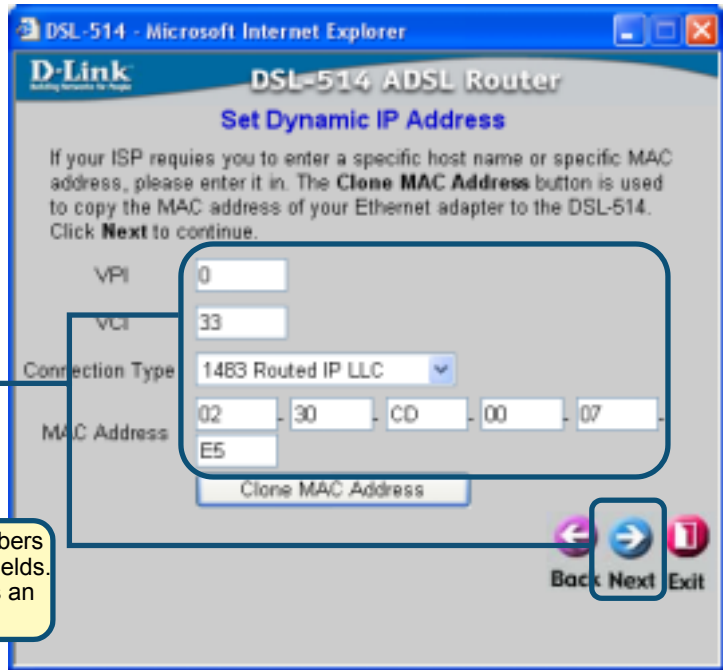 DSL-514 - Microsoft Internet Explorer
D-Link
Building Networks for People
DSL-514 ADSL Router
Set Dynamic IP Address
If your ISP requies you to enter a specific host name or specific MAC
address, please enter it in. The Clone MAC Address button is used
to copy the MAC address of your Ethernet adapter to the DSL-514.
Click Next to continue.
VPI 0
VCI 33
Connection Type 1483 Routed IP LLC
MAC Address 02 - 30 - CD - 00 - 07 -
E5
Clone MAC Address
Back Next Exit
bers
elds.
an